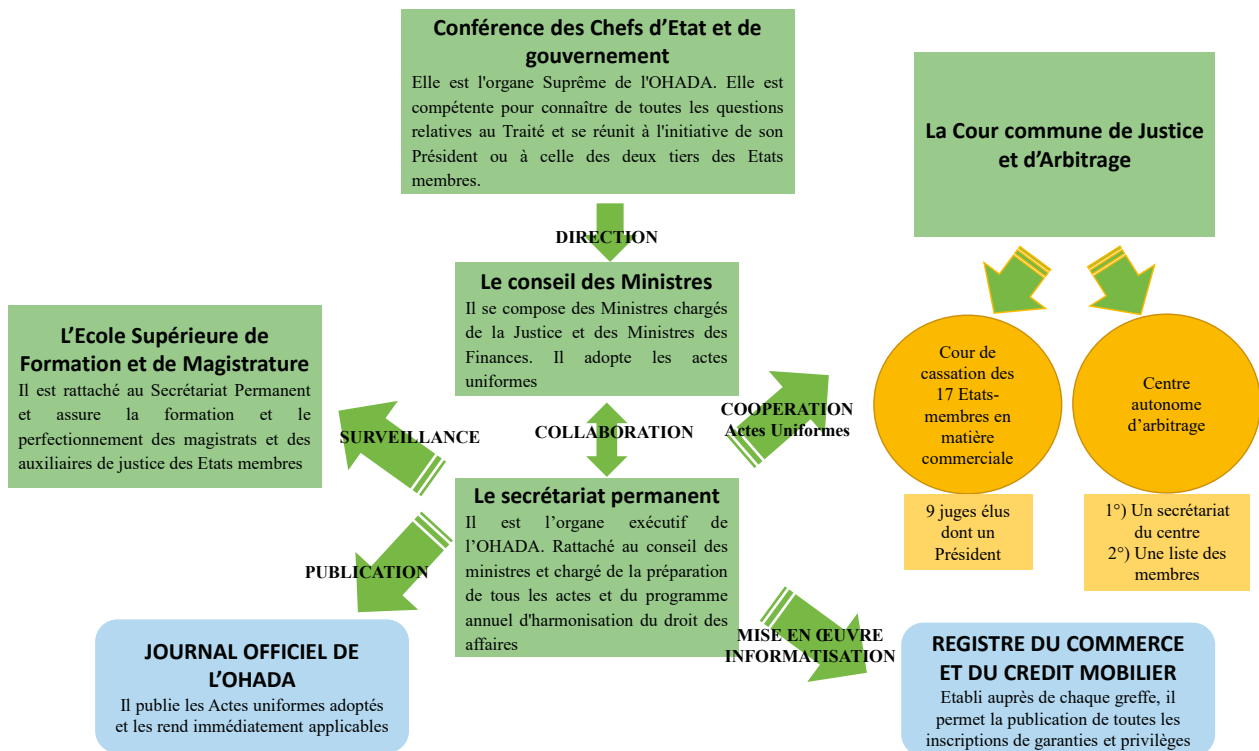 Conférence des Chefs d'Etat et de
gouvernement
Elle est l'organe Suprême de l'OHADA. Elle est
compétente pour connaître de toutes les questions
relatives au Traité et se réunit à l'initiative de son
Président ou à celle des deux tiers des Etats
membres.
La Cour commune de Justice
et d'Arbitrage
DIRECTION
Le conseil des Ministres
Il se compose des Ministres chargés
de la Justice et des Ministres des
Finances. Il adopte les actes
uniformes
L'Ecole Supérieure de
Formation et de Magistrature
Il est rattaché au Secrétariat Permanent
et assure la formation et le
perfectionnement des magistrats et des
auxiliaires de justice des Etats membres
SURVEILLANCE
COLLABORATION
COOPERATION
Actes Uniformes
Cour de
cassation des
17 Etats-
membres en
matière
commerciale
Centre
autonome
d'arbitrage
9 juges élus
dont un
Président
1°) Un secrétariat
du centre
2°) Une liste des
membres
Le secrétariat permanent
Il est l'organe exécutif de
l'OHADA. Rattaché au conseil des
ministres et chargé de la préparation
de tous les actes et du programme
annuel d'harmonisation du droit des
affaires
PUBLICATION
MISE EN ŒUVRE
INFORMATISATION
JOURNAL OFFICIEL DE
L'OHADA
Il publie les Actes uniformes adoptés
et les rend immédiatement applicables
REGISTRE DU COMMERCE
ET DU CREDIT MOBILIER
Etabli auprès de chaque greffe, il
permet la publication de toutes les
inscriptions de garanties et privilèges